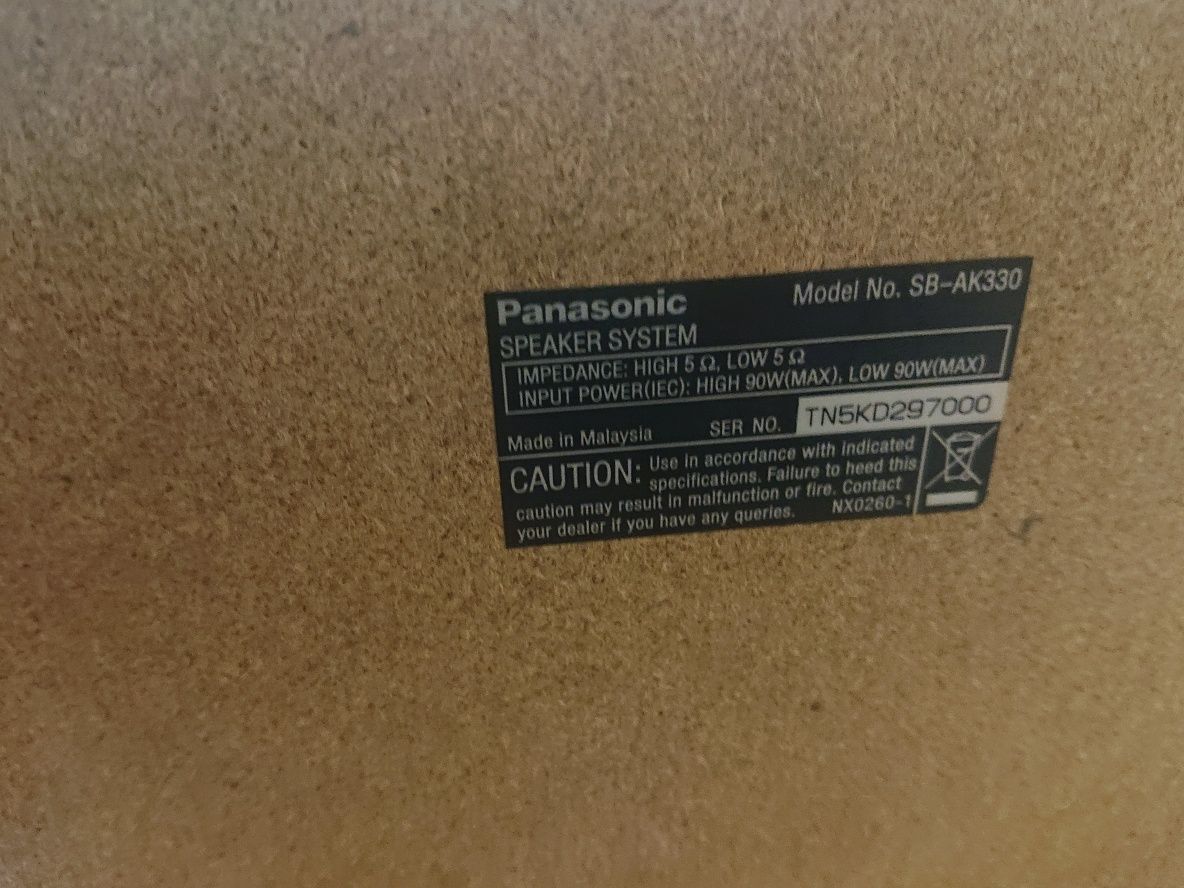 Panasonic Model No. SB-AK330
SPEAKER SYSTEM
IMPEDANCE: HIGH 5 Ω, LOW 5 Ω
INPUT POWER(IEC): HIGH 90W(MAX), LOW 90W(MAX)
Made in Malaysia SER NO. TN5KD297000
CAUTION: Use in accordance with indicated
specifications. Failure to heed this
caution may result in malfunction or fire. Contact
your dealer if you have any queries. NX0260-1